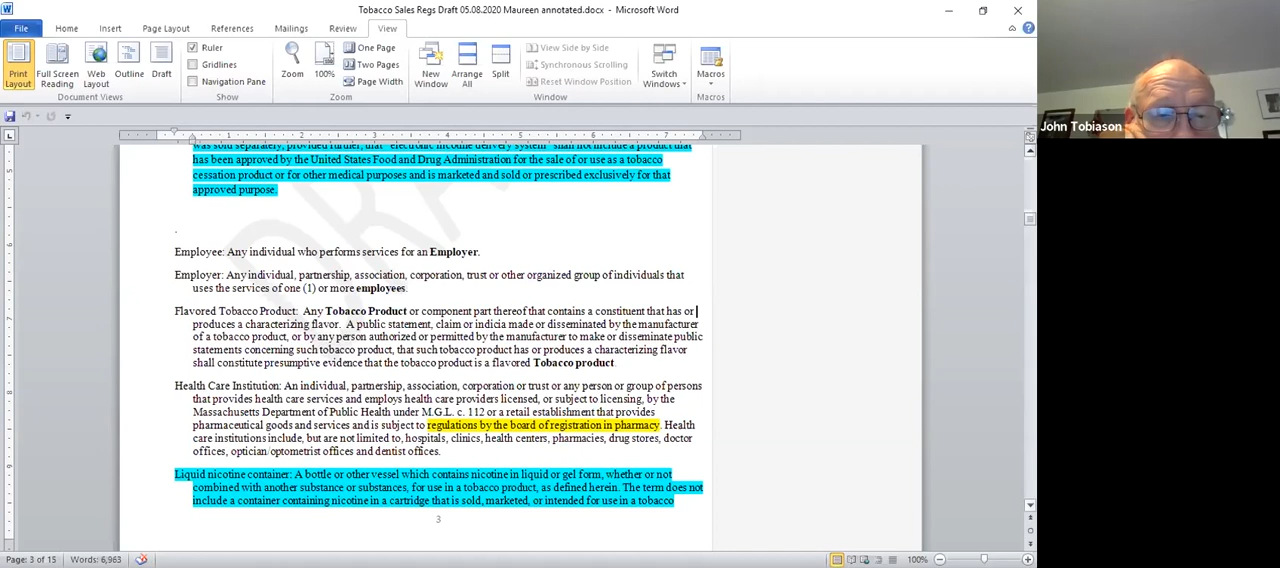 Tobacco Sales Regs Draft 05.08.2020 Maureen annotated.docx - Microsoft Word
File Home Insert Page Layout References Mailings Review View
Print Layout
Full Screen Reading
Web Layout
Outline
Draft
Document Views
Ruler
Gridlines
Navigation Pane
Show
Zoom
100%
One Page
Two Pages
Page Width
Zoom
New Window
Arrange All
Split
View Side by Side
Synchronous Scrolling
Reset Window Position
Window
Switch Windows
Macros
Macros
John Tobiason
1 2 3 4 5 6 7
was sold separately, provided further, that "electronic nicotine delivery system" shall not include a product that
has been approved by the United States Food and Drug Administration for the sale of or use as a tobacco
cessation product or for other medical purposes and is marketed and sold or prescribed exclusively for that
approved purpose.
.
Employee: Any individual who performs services for an Employer.
Employer: Any individual, partnership, association, corporation, trust or other organized group of individuals that
uses the services of one (1) or more employees.
Flavored Tobacco Product: Any Tobacco Product or component part thereof that contains a constituent that has or
produces a characterizing flavor. A public statement, claim or indicia made or disseminated by the manufacturer
of a tobacco product, or by any person authorized or permitted by the manufacturer to make or disseminate public
statements concerning such tobacco product, that such tobacco product has or produces a characterizing flavor
shall constitute presumptive evidence that the tobacco product is a flavored Tobacco product.
Health Care Institution: An individual, partnership, association, corporation or trust or any person or group of persons
that provides health care services and employs health care providers licensed, or subject to licensing, by the
Massachusetts Department of Public Health under M.G.L. c. 112 or a retail establishment that provides
pharmaceutical goods and services and is subject to regulations by the board of registration in pharmacy. Health
care institutions include, but are not limited to, hospitals, clinics, health centers, pharmacies, drug stores, doctor
offices, optician/optometrist offices and dentist offices.
Liquid nicotine container: A bottle or other vessel which contains nicotine in liquid or gel form, whether or not
combined with another substance or substances, for use in a tobacco product, as defined herein. The term does not
include a container containing nicotine in a cartridge that is sold, marketed, or intended for use in a tobacco
3
Page: 3 of 15 Words: 6,963 100%